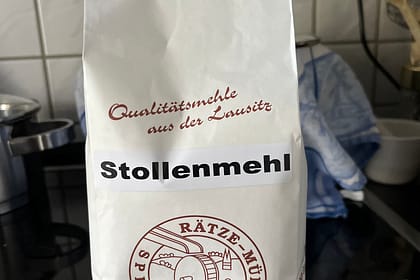 Qualitätsmehle
aus der Lausitz
Stollenmehl